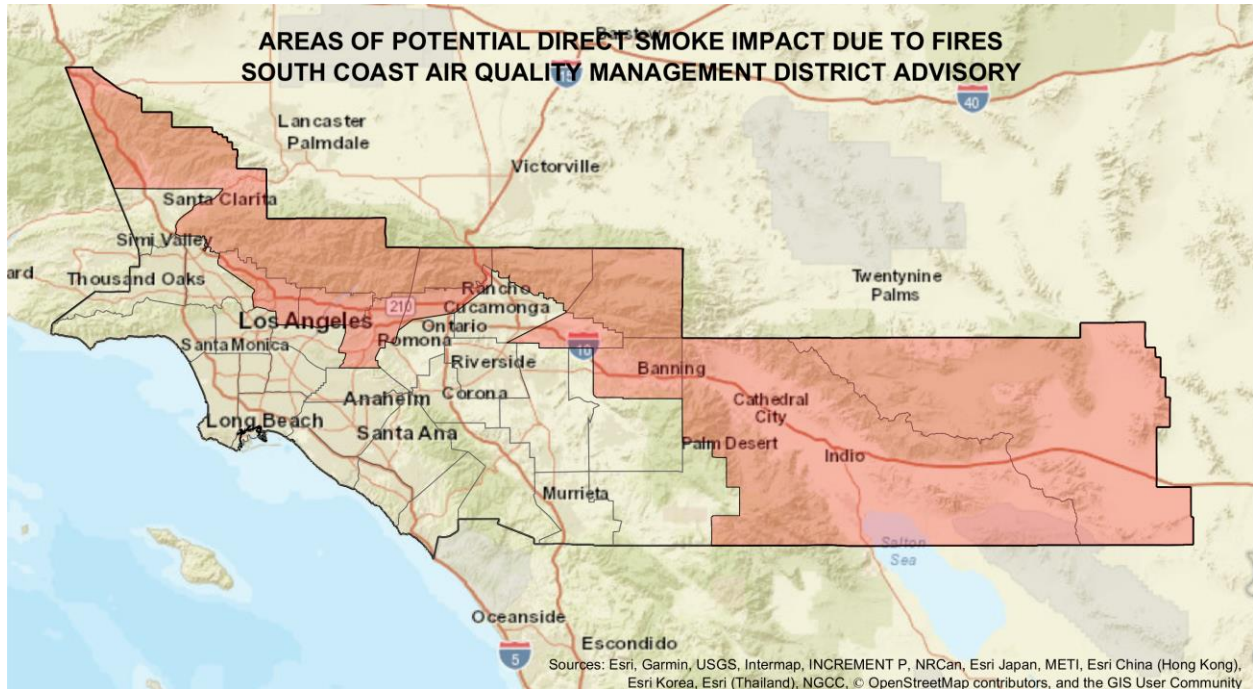 AREAS OF POTENTIAL DIRECT SMOKE IMPACT DUE TO FIRES
SOUTH COAST AIR QUALITY MANAGEMENT DISTRICT ADVISORY
Barstow
15
40
Lancaster
Palmdale
Victorville
Santa Clarita
Simi Valley
ard
Thousand Oaks
Twentynine
Palms
Rancho
Cucamonga
210
Los Angeles
Ontario
Santa Monica
Pomona
10
Riverside
Banning
Anaheim
Corona
Cathedral
City
Long Beach
Santa Ana
Palm Desert
Indio
Murrieta
Salton
Sea
Oceanside
Escondido
5
Sources: Esri, Garmin, USGS, Intermap, INCREMENT P, NRCan, Esri Japan, METI, Esri China (Hong Kong),
Esri Korea, Esri (Thailand), NGCC, © OpenStreetMap contributors, and the GIS User Community